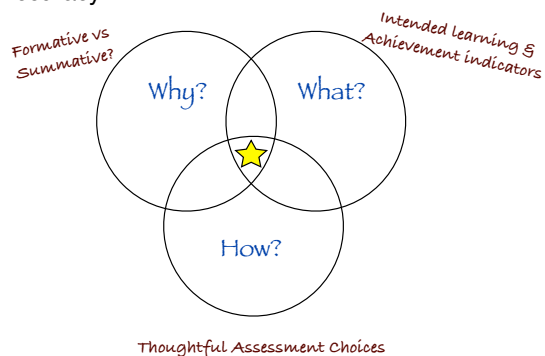 Formative vs
Summative?
Intended learning &
Achievement indicators
Why?
What?
How?
Thoughtful Assessment Choices